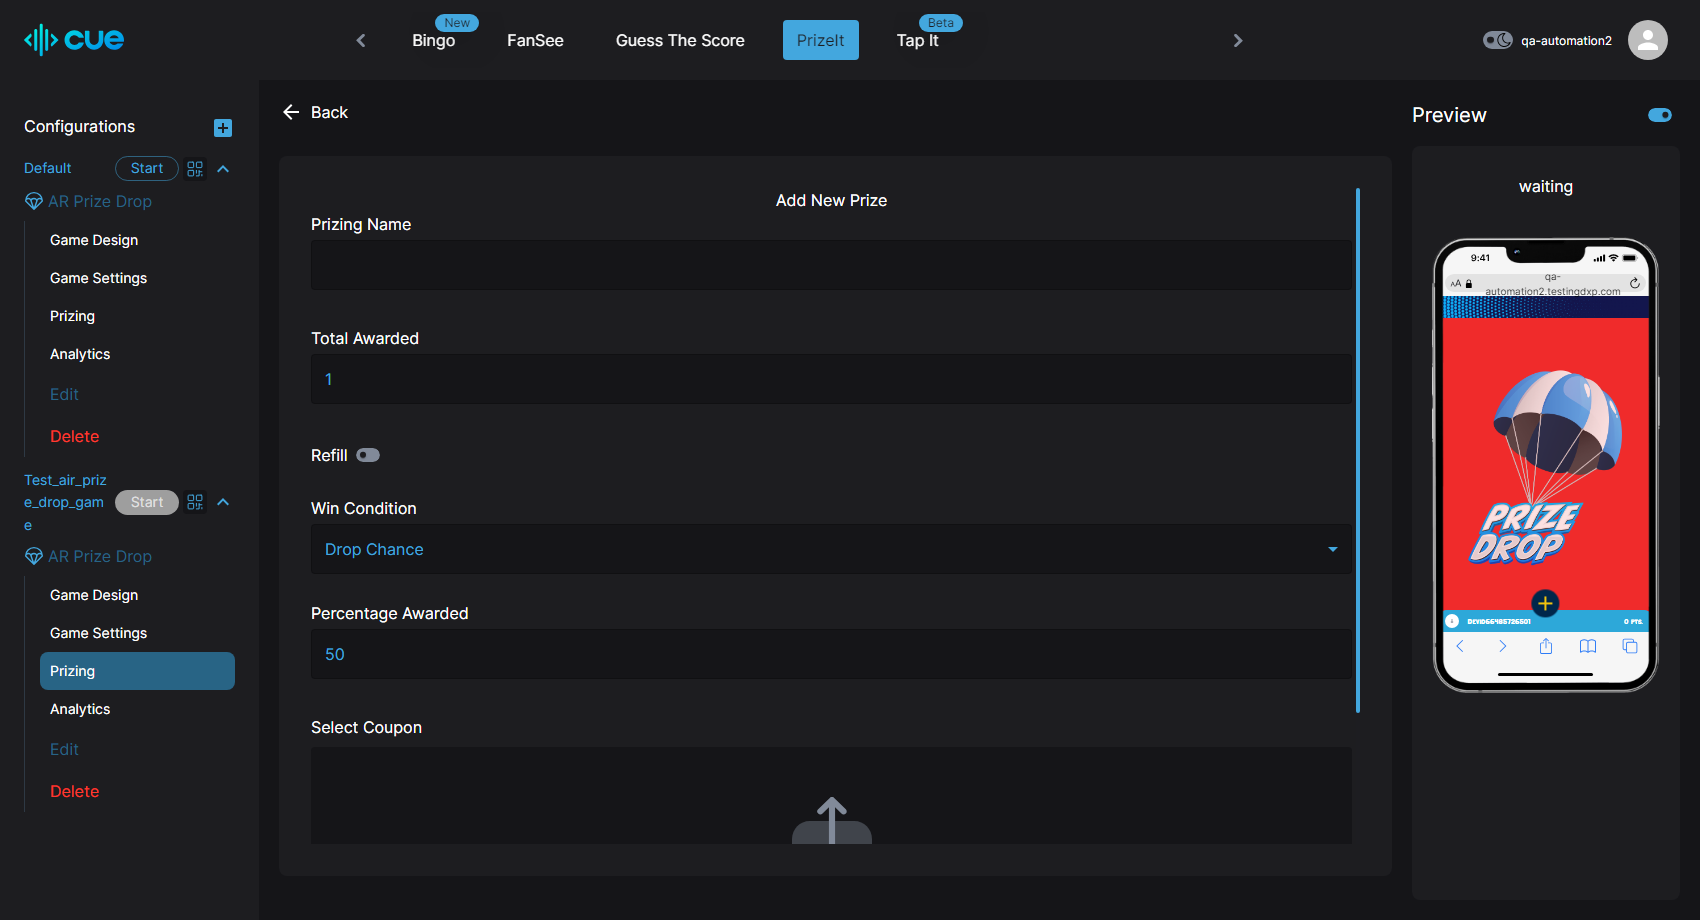 cue
New
Bingo
FanSee
Guess The Score
PrizeIt
Beta
Tap It
qa-automation2
Configurations
Default
Start
AR Prize Drop
Game Design
Game Settings
Prizing
Analytics
Edit
Delete
Test_air_priz
e_drop_gam
e
Start
AR Prize Drop
Game Design
Game Settings
Prizing
Analytics
Edit
Delete
Back
Add New Prize
Prizing Name
Total Awarded
1
Refill
Win Condition
Drop Chance
Percentage Awarded
50
Select Coupon
Preview
waiting
9:41
AA
qa-
automation2.testingdxp.com
PRIZE
DROP
0 PTS.